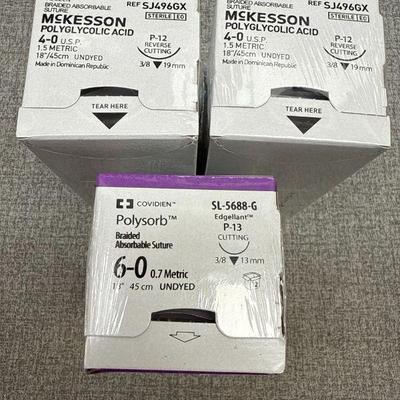 BRAIDED ABSORBABLE
SUTURE
REF SJ496GX
McKESSON
STERILE EO
POLYGLYCOLIC ACID
4-0 U.S.P.
P-12
1.5 METRIC
REVERSE
CUTTING
18"/45cm UNDYED
3/8 ▼ 19 mm
Made in Dominican Republic
TEAR HERE
BRAIDED ABSORBABLE
SUTURE
REF SJ496GX
McKESSON
STERILE EO
POLYGLYCOLIC ACID
4-0 U.S.P.
P-12
1.5 METRIC
REVERSE
CUTTING
18"/45cm UNDYED
3/8 ▼ 19mm
Made in Dominican Republic
TEAR HERE
COVIDIEN™
SL-5688-G
Polysorb™
Edgellant™
P-13
Braided
Absorbable Suture
CUTTING
6-0 0.7 Metric
3/8 ▼ 13 mm
45 cm UNDYED